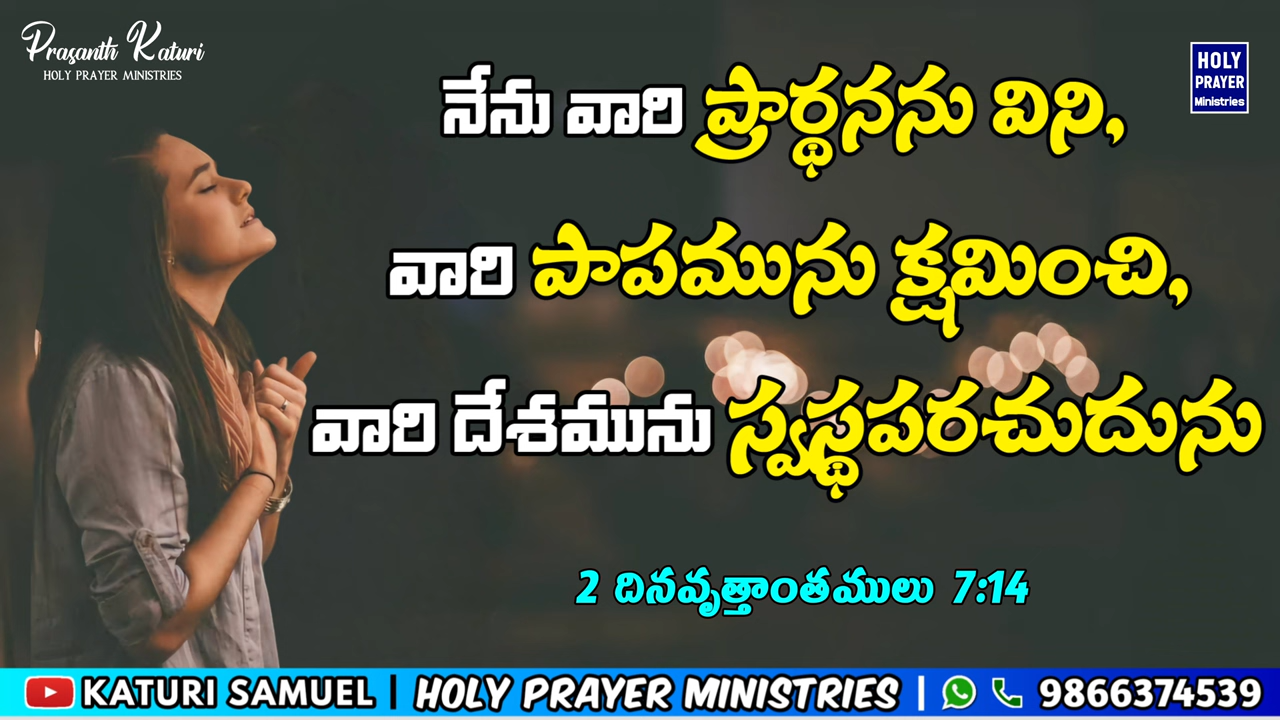 Prasanth Katuri
HOLY PRAYER MINISTRIES
HOLY
PRAYER
Ministries
నేను వారి ప్రార్థనను విని,
వారి పాపమును క్షమించి,
వారి దేశమును స్వస్థపరచుదును
2 దినవృత్తాంతములు 7:14
KATURI SAMUEL | HOLY PRAYER MINISTRIES | 9866374539